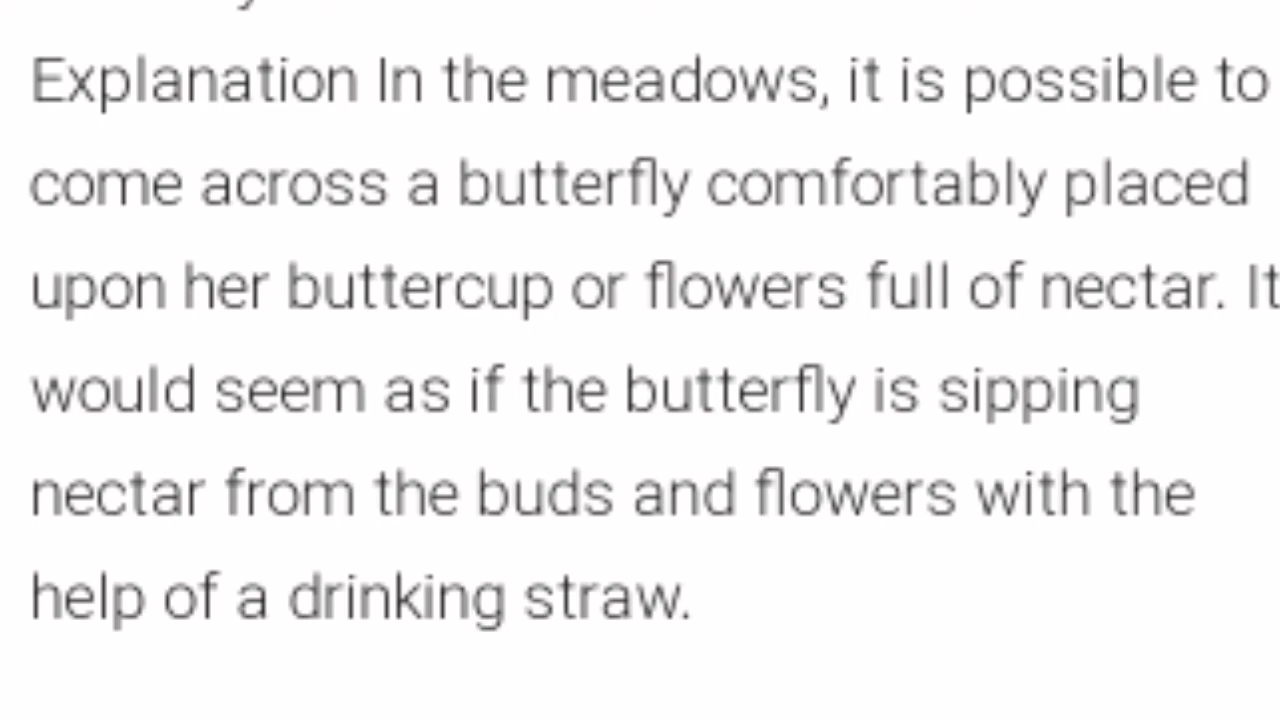 Explanation In the meadows, it is possible to
come across a butterfly comfortably placed
upon her buttercup or flowers full of nectar. It
would seem as if the butterfly is sipping
nectar from the buds and flowers with the
help of a drinking straw.